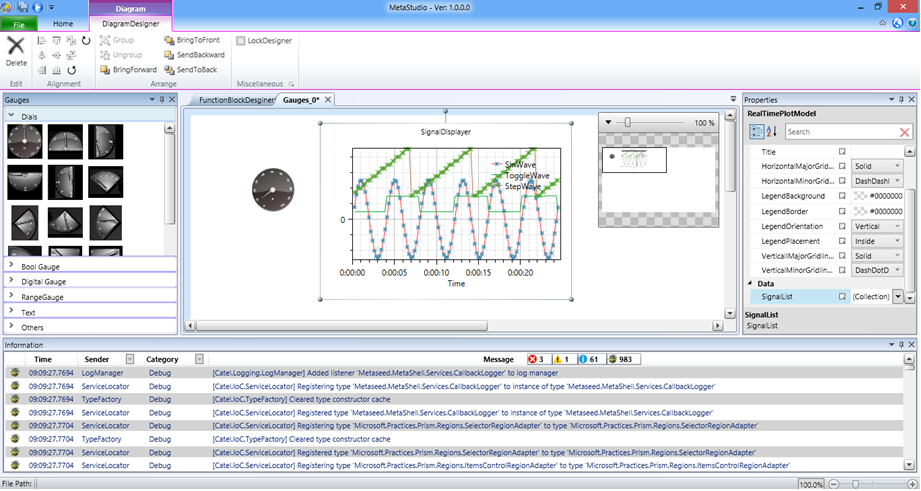 MetaStudio - Ver: 1.0.0.0
Diagram
File
Home
DiagramDesigner
Delete
Group
Ungroup
BringForward
BringToFront
SendBackward
SendToBack
LockDesigner
Edit
Alignment
Arrange
Miscellaneous
Gauges
Dials
Bool Gauge
Digital Gauge
RangeGauge
Text
Others
FunctionBlockDesginer
Gauges_0*
SignalDisplayer
SinWave
ToggleWave
StepWave
0
0:00:00
0:00:05
0:00:10
0:00:15
0:00:20
Time
100 %
Properties
RealTimePlotModel
Search
Title
HorizontalMajorGrid...
Solid
HorizontalMinorGrid...
DashDashI
LegendBackground
#0000000
LegendBorder
#0000000
LegendOrientation
Vertical
LegendPlacement
Inside
VerticalMajorGridlin...
Solid
VerticalMinorGridlin...
DashDotD
Data
SignalList
(Collection)
SignalList
SignalList
Information
Time Sender Category Message 3 1 61 983
09:09:27.7694 LogManager Debug [Catel.Logging.LogManager] Added listener 'Metaseed.MetaShell.Services.CallbackLogger' to log manager
09:09:27.7694 ServiceLocator Debug [Catel.IoC.ServiceLocator] Registering type 'Metaseed.MetaShell.Services.CallbackLogger' to instance of type 'Metaseed.MetaShell.Services.CallbackLogger'
09:09:27.7694 TypeFactory Debug [Catel.IoC.TypeFactory] Cleared type constructor cache
09:09:27.7694 ServiceLocator Debug [Catel.IoC.ServiceLocator] Registered type 'Metaseed.MetaShell.Services.CallbackLogger' to instance of type 'Metaseed.MetaShell.Services.CallbackLogger'
09:09:27.7704 ServiceLocator Debug [Catel.IoC.ServiceLocator] Registering type 'Microsoft.Practices.Prism.Regions.SelectorRegionAdapter' to type 'Microsoft.Practices.Prism.Regions.SelectorRegionAdapter'
09:09:27.7704 TypeFactory Debug [Catel.IoC.TypeFactory] Cleared type constructor cache
09:09:27.7704 ServiceLocator Debug [Catel.IoC.ServiceLocator] Registered type 'Microsoft.Practices.Prism.Regions.SelectorRegionAdapter' to type 'Microsoft.Practices.Prism.Regions.SelectorRegionAdapter'
09:09:27.7704 ServiceLocator Debug [Catel.IoC.ServiceLocator] Registering type 'Microsoft.Practices.Prism.Regions.ItemsControlRegionAdapter' to type 'Microsoft.Practices.Prism.Regions.ItemsControlRegionAdapter'
File Path:
100.0%